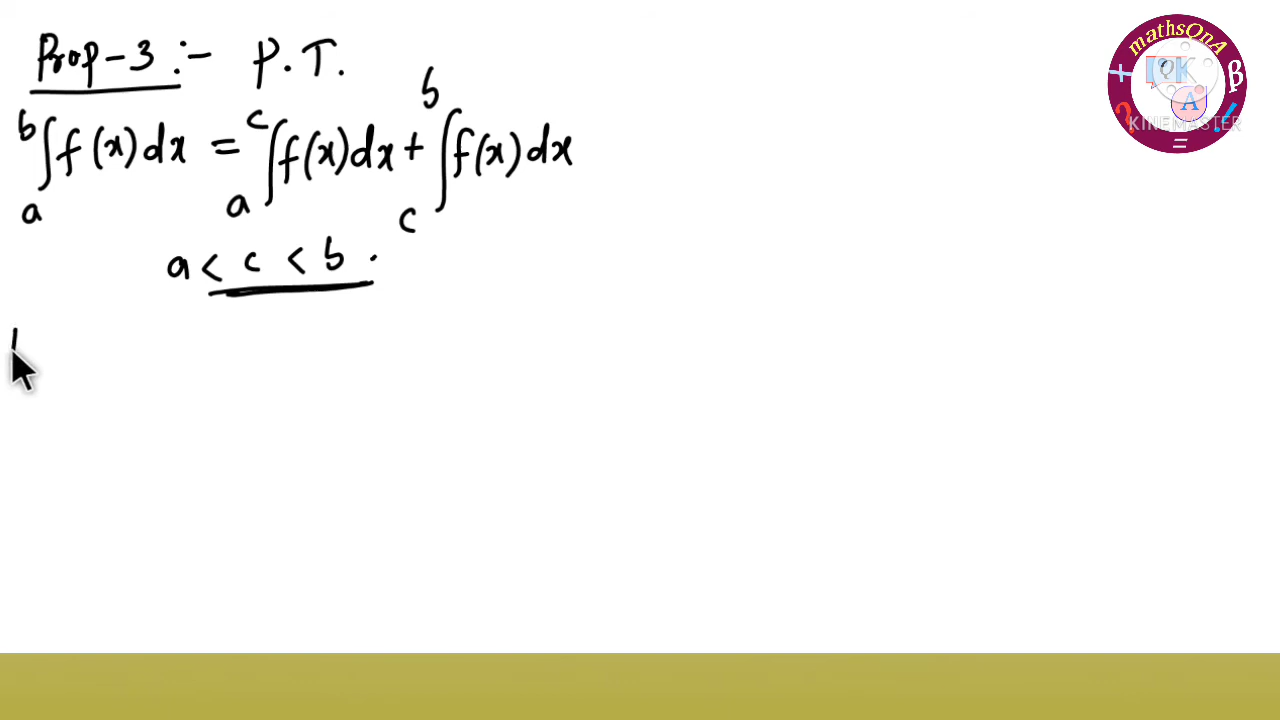 Prop-3 :- P.T.
b∫a f(x)dx = c∫a f(x)dx + b∫c f(x)dx
a < c < b .
mathsQnA
+ Q K β
? A !
KINEMASTER
=